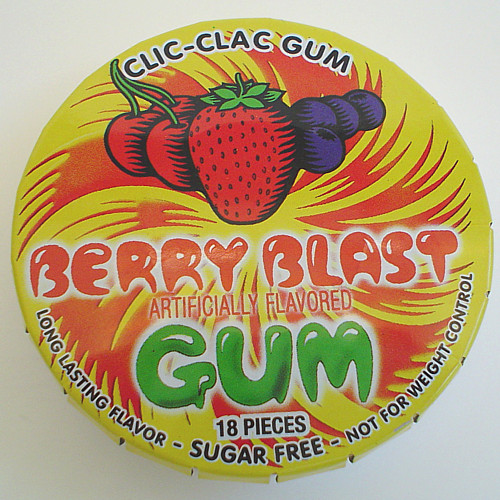 CLIC-CLAC GUM
BERRY BLAST
ARTIFICIALLY FLAVORED
GUM
18 PIECES
LONG LASTING FLAVOR - SUGAR FREE - NOT FOR WEIGHT CONTROL